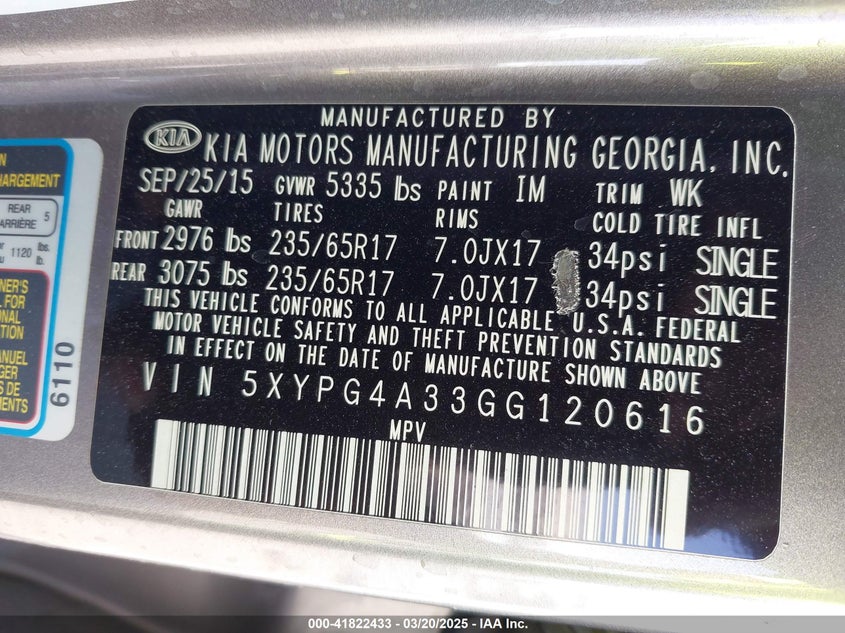 MANUFACTURED BY
KIA KIA MOTORS MANUFACTURING GEORGIA, INC.
SEP/25/15 GVWR 5335 lbs PAINT IM TRIM WK
GAWR TIRES RIMS COLD TIRE INFL
FRONT 2976 lbs 235/65R17 7.0JX17 34psi SINGLE
REAR 3075 lbs 235/65R17 7.0JX17 34psi SINGLE
THIS VEHICLE CONFORMS TO ALL APPLICABLE U.S.A. FEDERAL
MOTOR VEHICLE SAFETY AND THEFT PREVENTION STANDARDS
IN EFFECT ON THE DATE OF MANUFACTURE SHOWN ABOVE
VIN 5XYPG4A33GG120616
MPV
REAR 5
1120 lbs.
6110
000-41822433 — 03/20/2025 — IAA Inc.